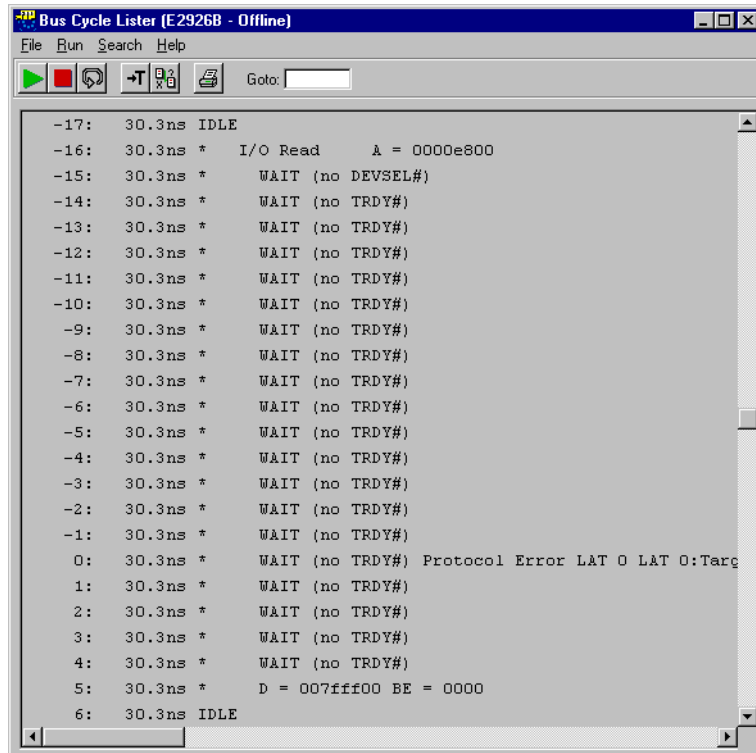 Bus Cycle Lister (E2926B - Offline)
File Run Search Help
Goto:
-17: 30.3ns IDLE
-16: 30.3ns * I/O Read A = 0000e800
-15: 30.3ns * WAIT (no DEVSEL#)
-14: 30.3ns * WAIT (no TRDY#)
-13: 30.3ns * WAIT (no TRDY#)
-12: 30.3ns * WAIT (no TRDY#)
-11: 30.3ns * WAIT (no TRDY#)
-10: 30.3ns * WAIT (no TRDY#)
-9: 30.3ns * WAIT (no TRDY#)
-8: 30.3ns * WAIT (no TRDY#)
-7: 30.3ns * WAIT (no TRDY#)
-6: 30.3ns * WAIT (no TRDY#)
-5: 30.3ns * WAIT (no TRDY#)
-4: 30.3ns * WAIT (no TRDY#)
-3: 30.3ns * WAIT (no TRDY#)
-2: 30.3ns * WAIT (no TRDY#)
-1: 30.3ns * WAIT (no TRDY#)
0: 30.3ns * WAIT (no TRDY#) Protocol Error LAT 0 LAT 0:Targ
1: 30.3ns * WAIT (no TRDY#)
2: 30.3ns * WAIT (no TRDY#)
3: 30.3ns * WAIT (no TRDY#)
4: 30.3ns * WAIT (no TRDY#)
5: 30.3ns * D = 007fff00 BE = 0000
6: 30.3ns IDLE